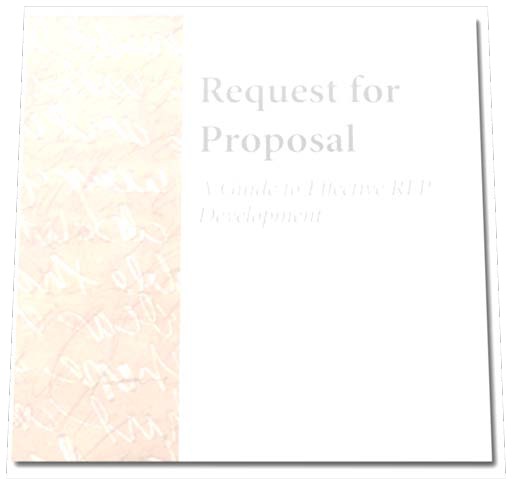 Request for
Proposal
A Guide to Effective RFP
Development